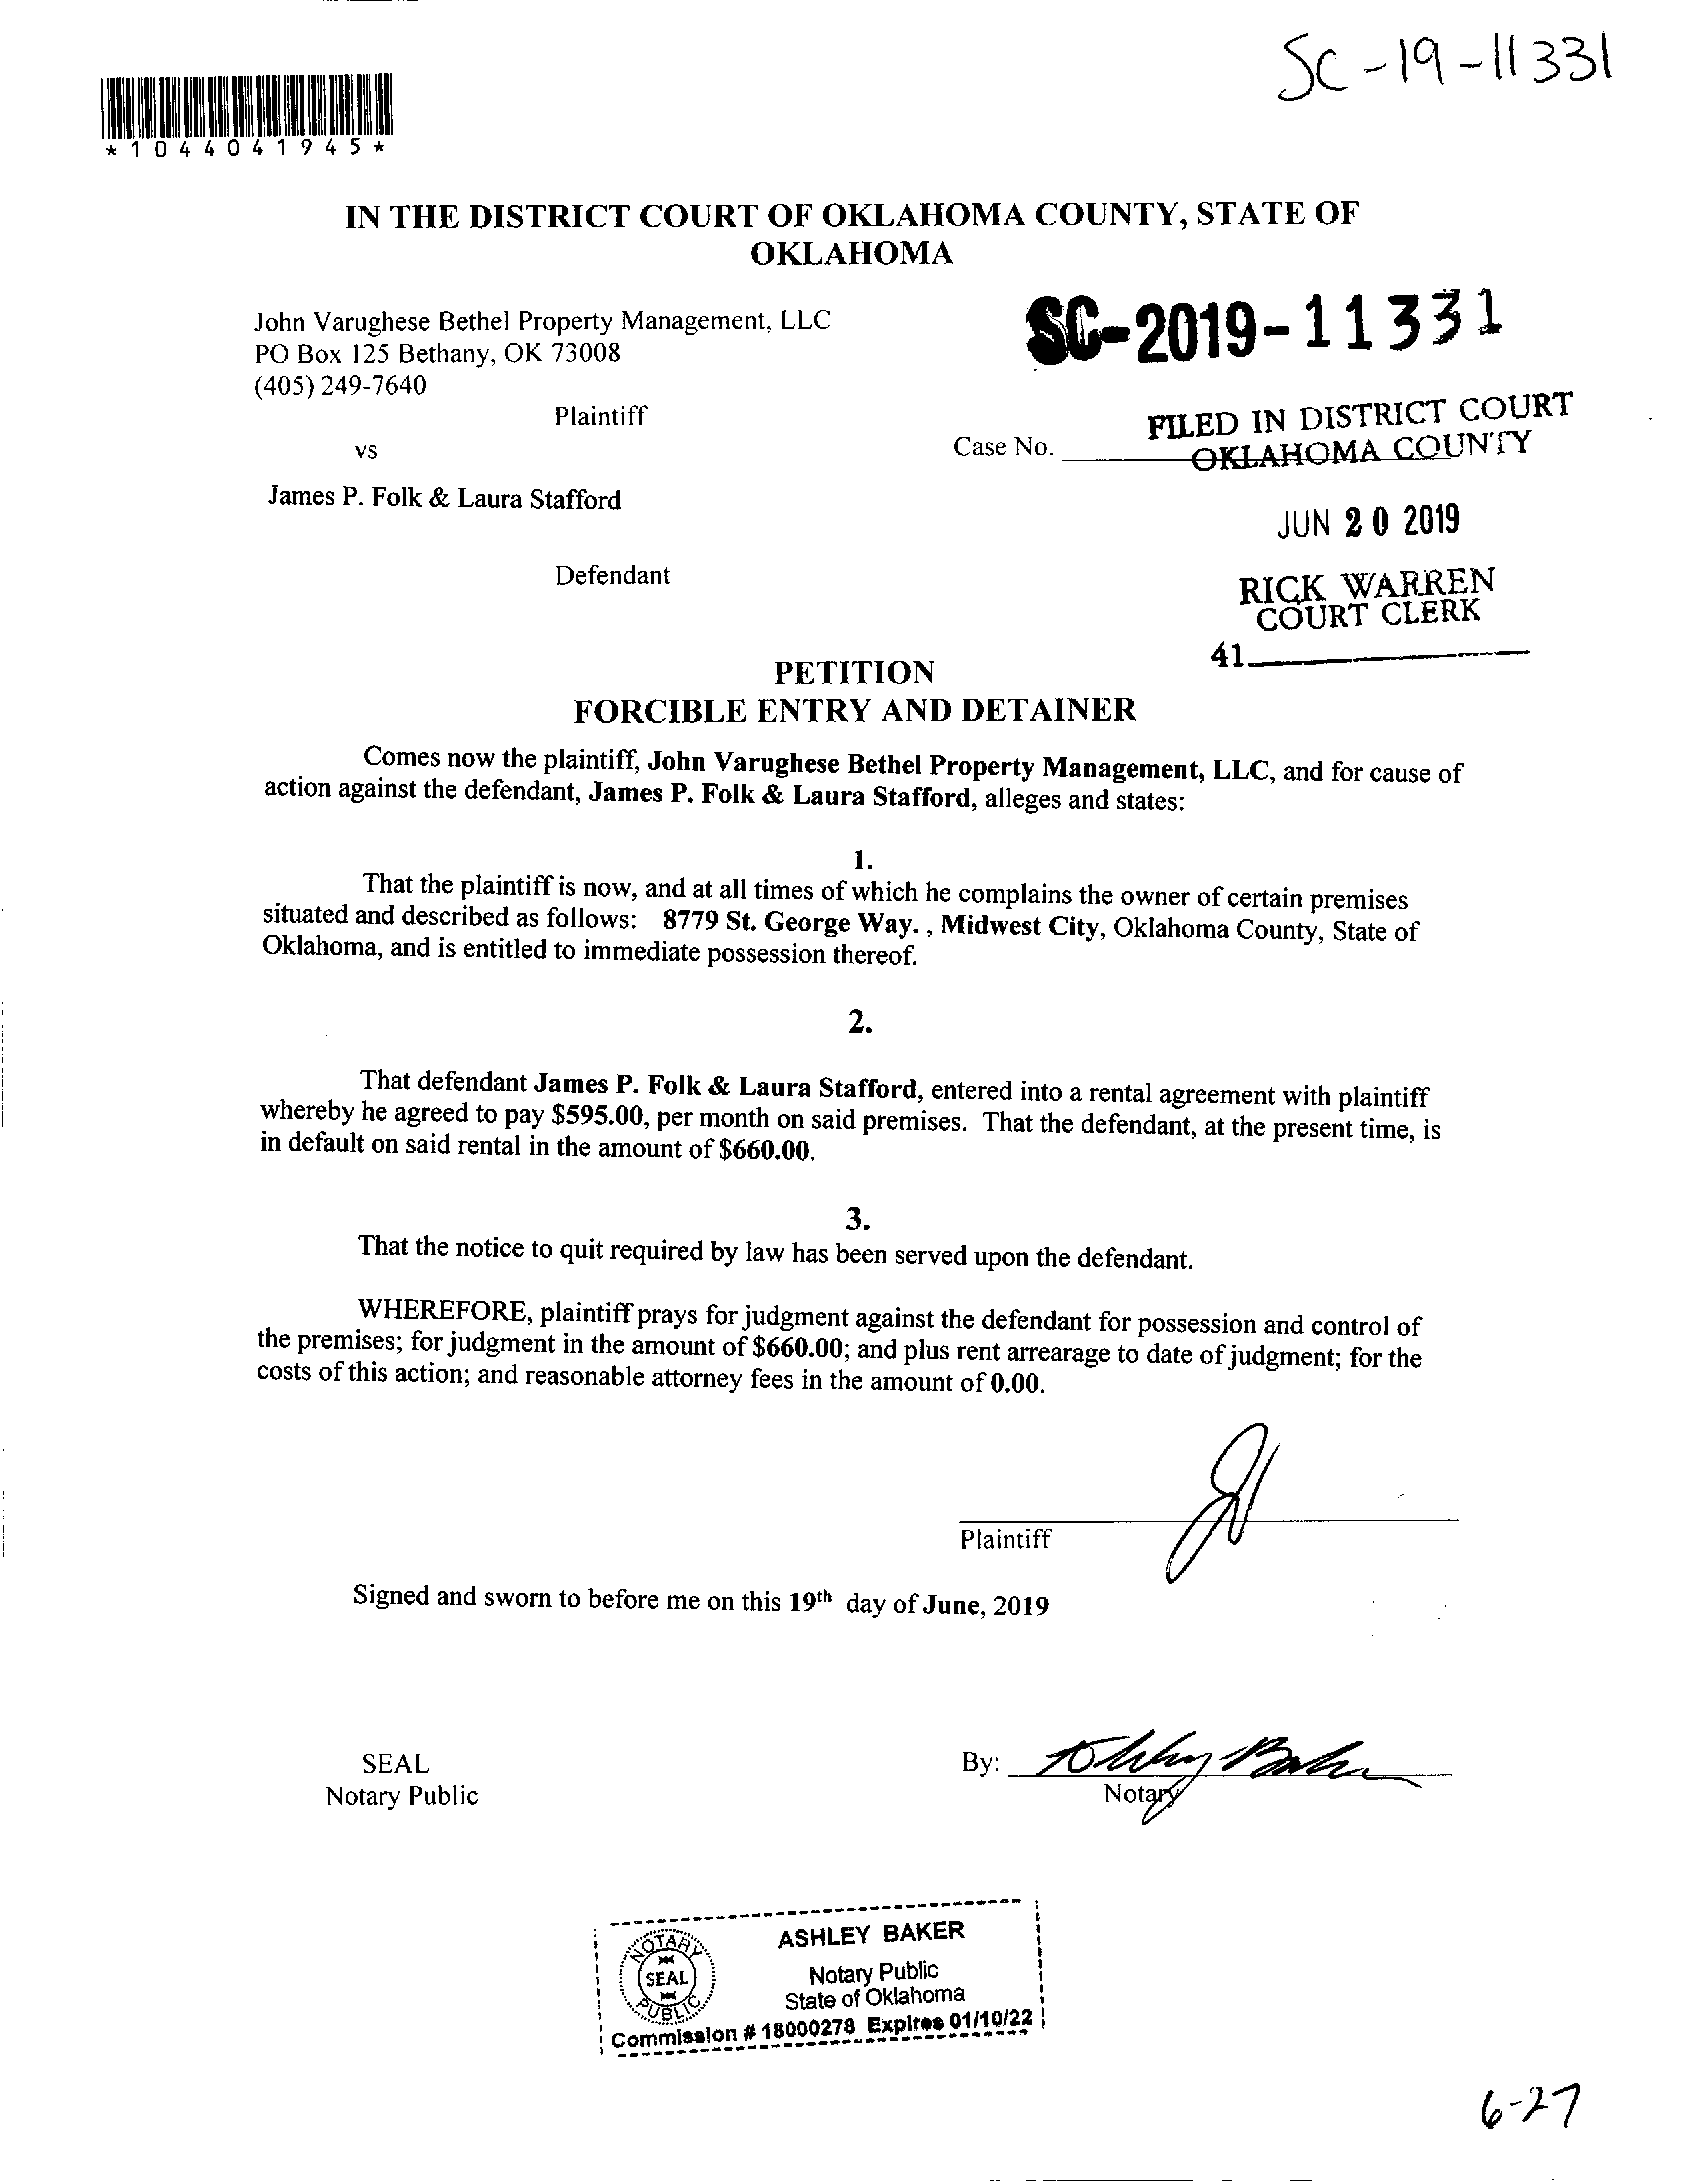 SC-19-11331
*1044041945*
IN THE DISTRICT COURT OF OKLAHOMA COUNTY, STATE OF
OKLAHOMA
John Varughese Bethel Property Management, LLC
PO Box 125 Bethany, OK 73008
(405) 249-7640
Plaintiff
vs
James P. Folk & Laura Stafford
Defendant
SC-2019-11331
Case No.
FILED IN DISTRICT COURT
OKLAHOMA COUNTY
JUN 20 2019
RICK WARREN
COURT CLERK
41
PETITION
FORCIBLE ENTRY AND DETAINER
Comes now the plaintiff, John Varughese Bethel Property Management, LLC, and for cause of
action against the defendant, James P. Folk & Laura Stafford, alleges and states:
1.
That the plaintiff is now, and at all times of which he complains the owner of certain premises
situated and described as follows: 8779 St. George Way. , Midwest City, Oklahoma County, State of
Oklahoma, and is entitled to immediate possession thereof.
2.
That defendant James P. Folk & Laura Stafford, entered into a rental agreement with plaintiff
whereby he agreed to pay $595.00, per month on said premises. That the defendant, at the present time, is
in default on said rental in the amount of $660.00.
3.
That the notice to quit required by law has been served upon the defendant.
WHEREFORE, plaintiff prays for judgment against the defendant for possession and control of
the premises; for judgment in the amount of $660.00; and plus rent arrearage to date of judgment; for the
costs of this action; and reasonable attorney fees in the amount of 0.00.
Plaintiff
Signed and sworn to before me on this 19th day of June, 2019
SEAL
Notary Public
By: Ashley Baker
Notary
NOTARY
SEAL
PUBLIC
ASHLEY BAKER
Notary Public
State of Oklahoma
Commission # 18000278 Expires 01/10/22
6-27